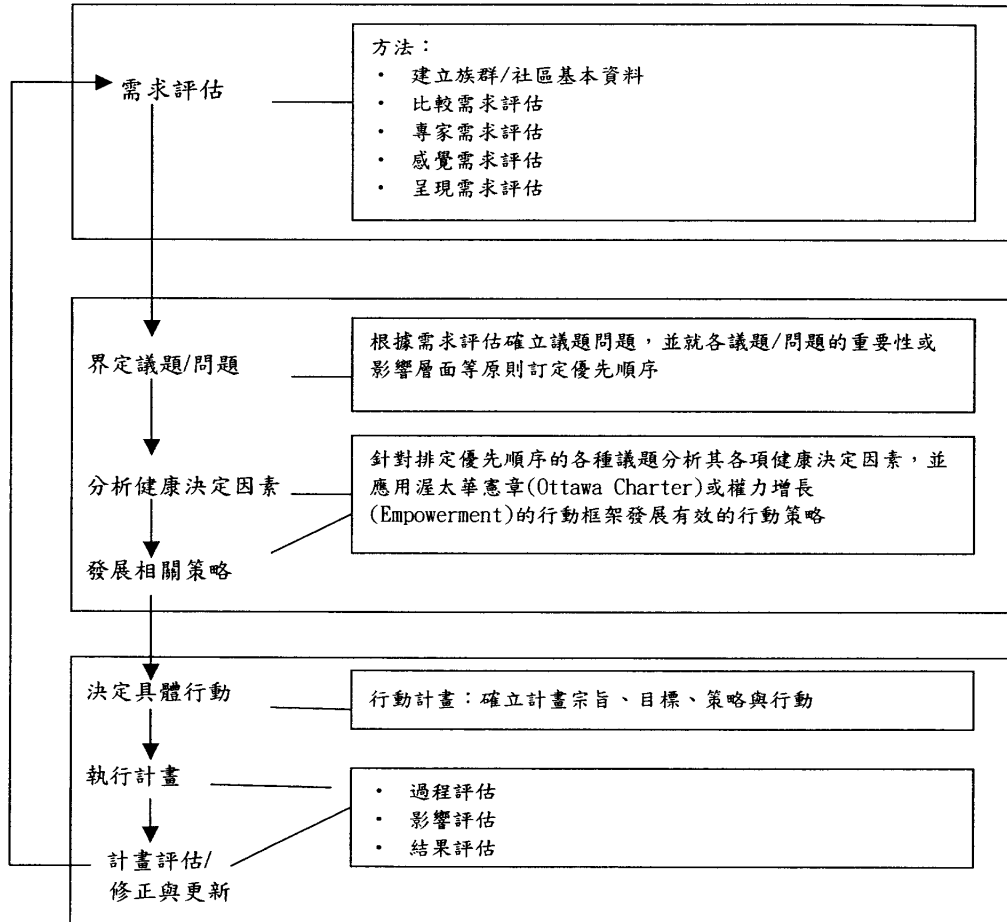 需求評估
方法：
· 建立族群/社區基本資料
· 比較需求評估
· 專家需求評估
· 感覺需求評估
· 呈現需求評估
界定議題/問題
根據需求評估確立議題問題，並就各議題/問題的重要性或
影響層面等原則訂定優先順序
分析健康決定因素
針對排定優先順序的各種議題分析其各項健康決定因素，並
應用渥太華憲章(Ottawa Charter)或權力增長
(Empowerment)的行動框架發展有效的行動策略
發展相關策略
決定具體行動
行動計畫：確立計畫宗旨、目標、策略與行動
執行計畫
· 過程評估
· 影響評估
· 結果評估
計畫評估/
修正與更新